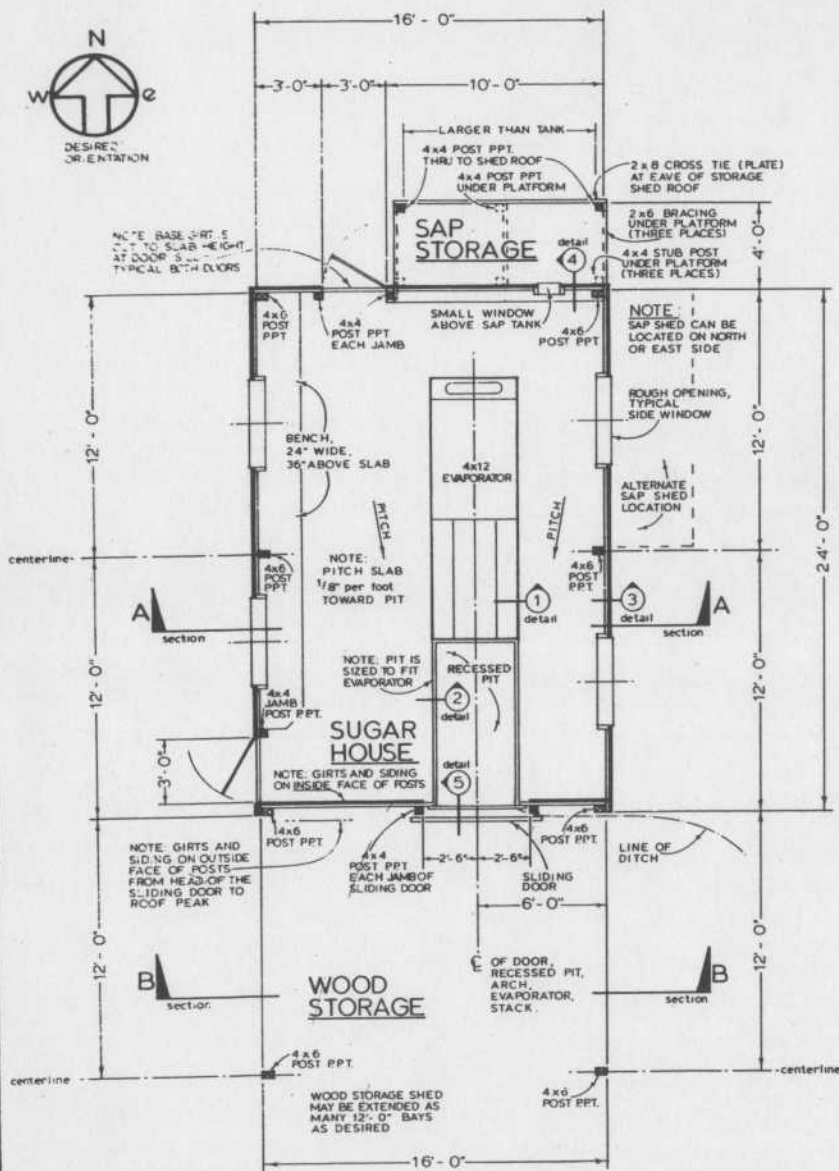 16'-0"
N
W
e
DESIRED
ORIENTATION
3'-0"
3'-0"
10'-0"
LARGER THAN TANK
4x4 POST PPT.
THRU TO SHED ROOF
4x4 POST PPT
UNDER PLATFORM
2x8 CROSS TIE (PLATE)
AT EAVE OF STORAGE
SHED ROOF
2x6 BRACING
UNDER PLATFORM
(THREE PLACES)
4x4 STUB POST
UNDER PLATFORM
(THREE PLACES)
4'-0"
SAP
STORAGE
detail
4
NOTE: BASE GIRT IS
CUT TO SLAB HEIGHT
AT DOOR
TYPICAL BOTH DOORS
4x6
POST
PPT
4x4
POST PPT
EACH JAMB
SMALL WINDOW
ABOVE SAP TANK
4x6
POST PPT
NOTE:
SAP SHED CAN BE
LOCATED ON NORTH
OR EAST SIDE
12'-0"
BENCH,
24" WIDE,
36" ABOVE SLAB
4x12
EVAPORATOR
ROUGH OPENING,
TYPICAL
SIDE WINDOW
12'-0"
24'-0"
PITCH
PITCH
ALTERNATE
SAP SHED
LOCATION
centerline
4x6
POST
PPT.
NOTE:
PITCH SLAB
1/8" per foot
TOWARD PIT
4x6
POST
PPT.
A
section
1
detail
3
detail
A
section
12'-0"
NOTE: PIT IS
SIZED TO FIT
EVAPORATOR
RECESSED
PIT
2
detail
12'-0"
4x4
JAMB
POST PPT.
3'-0"
SUGAR
HOUSE
detail
5
NOTE: GIRTS AND SIDING
ON INSIDE FACE OF POSTS
4x6
POST PPT.
NOTE: GIRTS AND
SIDING ON OUTSIDE
FACE OF POSTS
FROM HEAD OF THE
SLIDING DOOR TO
ROOF PEAK
4x4
POST PPT
EACH JAMB OF
SLIDING DOOR
2'-6"
2'-6"
SLIDING
DOOR
4x6
POST PPT.
LINE OF
DITCH
6'-0"
12'-0"
B
section
WOOD
STORAGE
℄ OF DOOR,
RECESSED PIT,
ARCH,
EVAPORATOR,
STACK.
B
section
12'-0"
centerline
4x6
POST PPT.
4x6
POST PPT.
centerline
WOOD STORAGE SHED
MAY BE EXTENDED AS
MANY 12'-0" BAYS
AS DESIRED
16'-0"